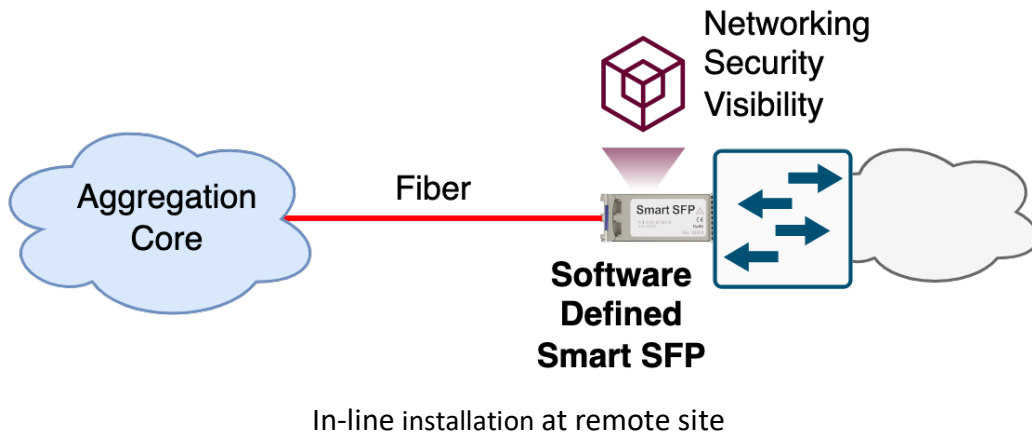 Networking
Security
Visibility
Aggregation
Core
Fiber
Smart SFP
Software
Defined
Smart SFP
In-line installation at remote site